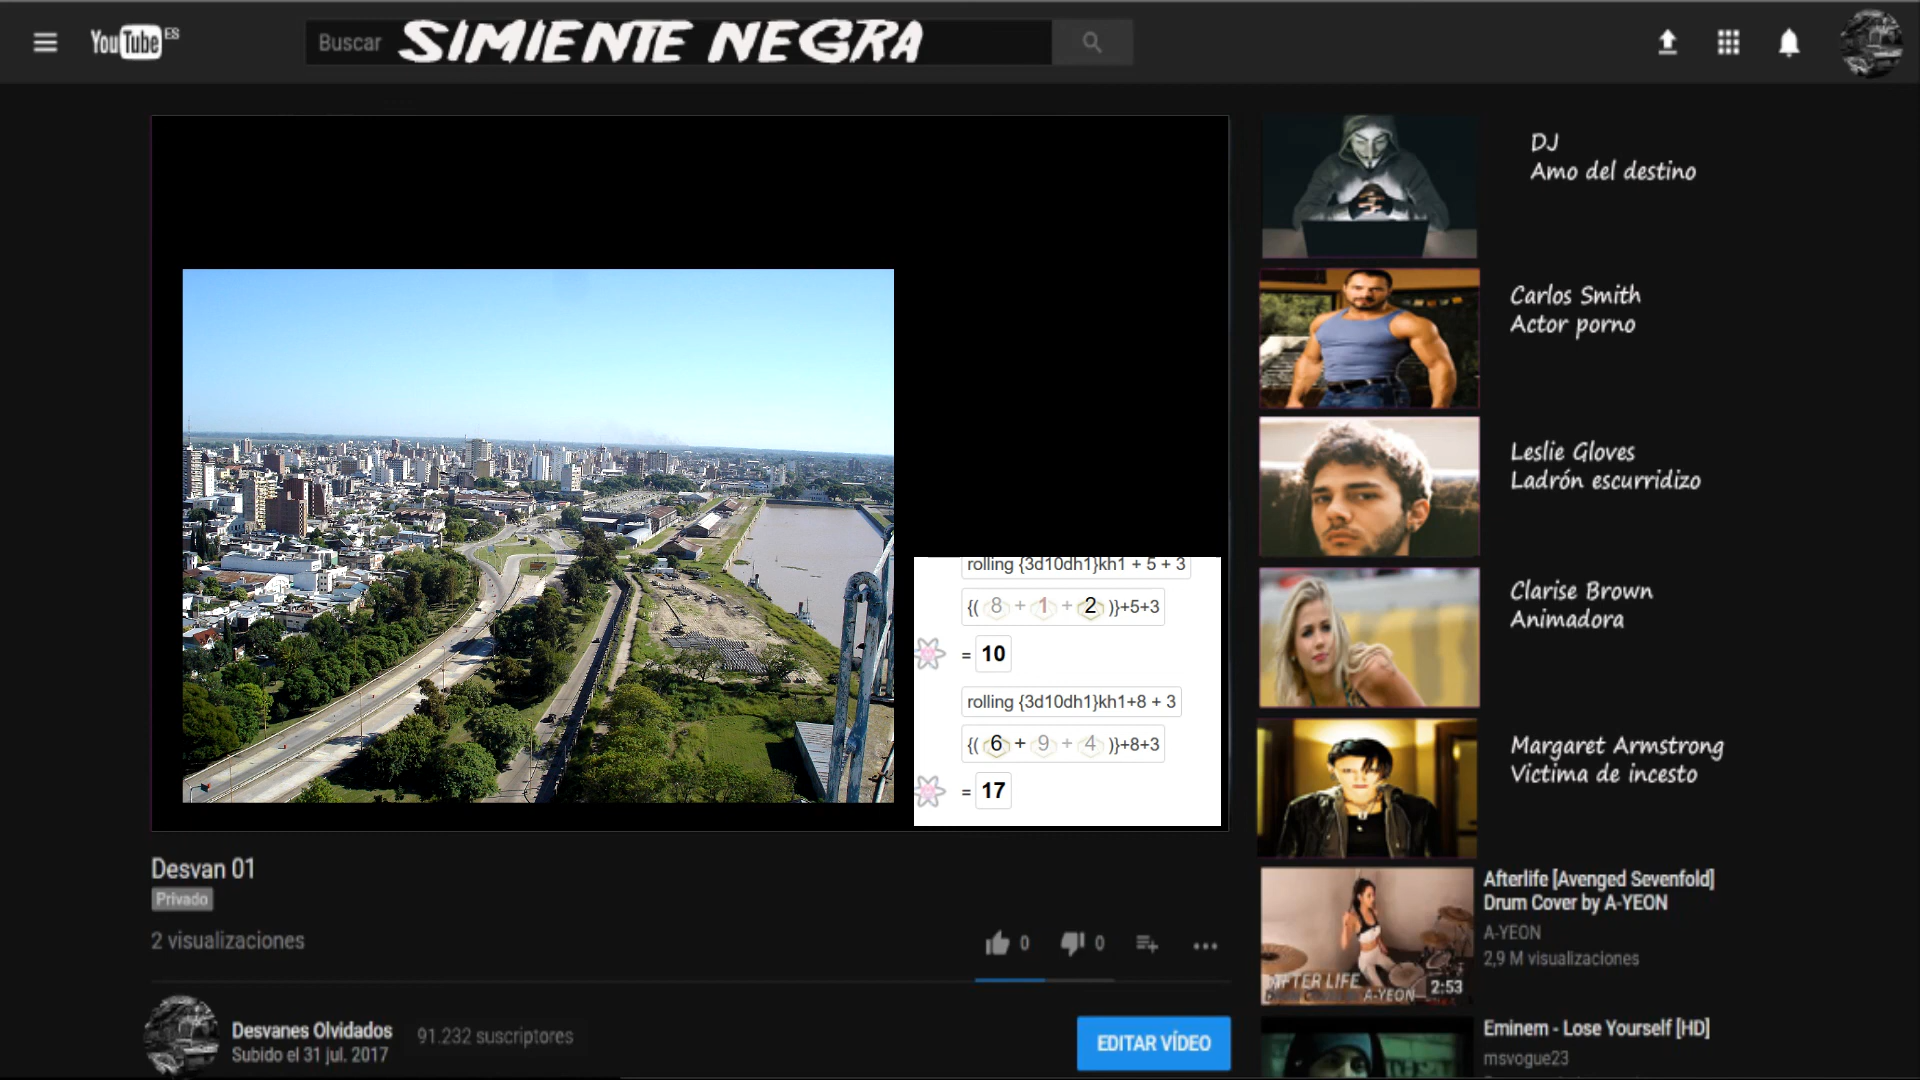 YouTube ES
Buscar SIMIENTE NEGRA
DJ
Amo del destino
Carlos Smith
Actor porno
Leslie Gloves
Ladrón escurridizo
rolling {3d10dh1}kh1 + 5 + 3
{( 8 + 1 + 2 )}+5+3
= 10
rolling {3d10dh1}kh1+8 + 3
{( 6 + 9 + 4 )}+8+3
= 17
Clarise Brown
Animadora
Margaret Armstrong
Victima de incesto
Desvan 01
Privado
2 visualizaciones
0 0
Afterlife [Avenged Sevenfold]
Drum Cover by A-YEON
A-YEON
2,9 M visualizaciones
AFTER LIFE
A-YEON
2:53
Desvanes Olvidados
Subido el 31 jul. 2017
91.232 suscriptores
EDITAR VÍDEO
Eminem - Lose Yourself [HD]
msvogue23